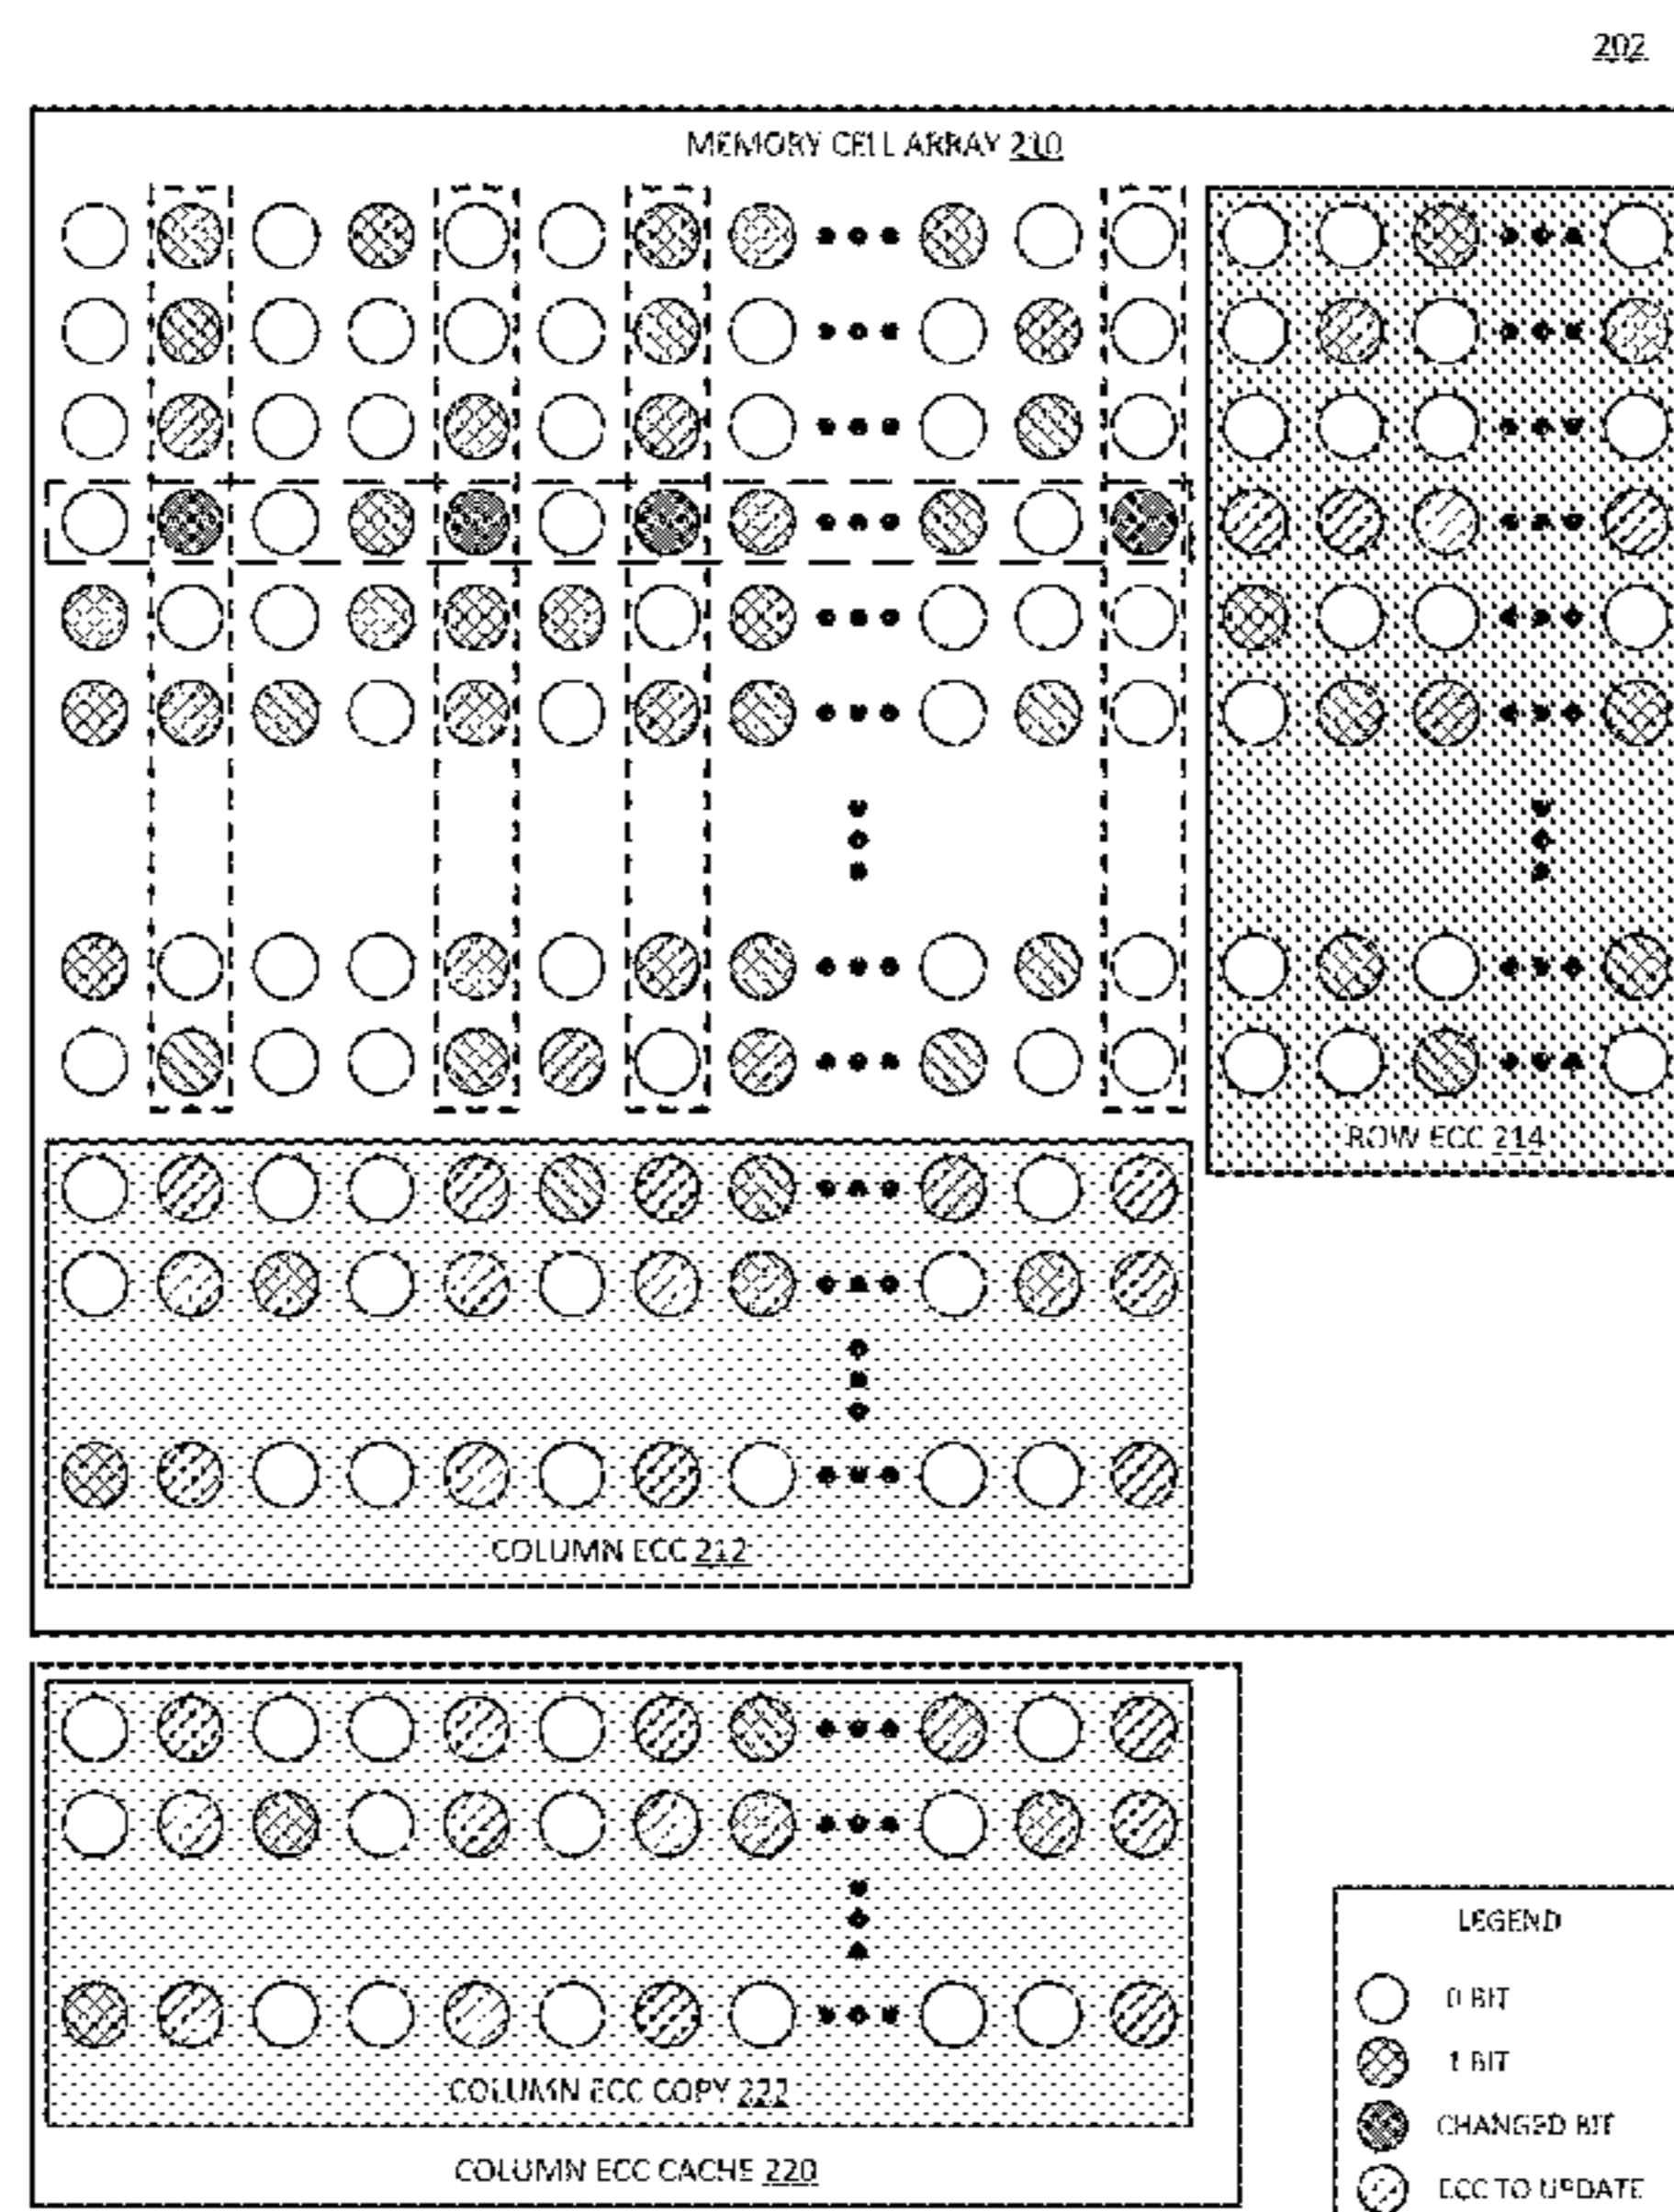 202
MEMORY CELL ARRAY 210
ROW ECC 214
COLUMN ECC 212
COLUMN ECC COPY 222
COLUMN ECC CACHE 220
LEGEND
0 BIT
1 BIT
CHANGED BIT
ECC TO UPDATE